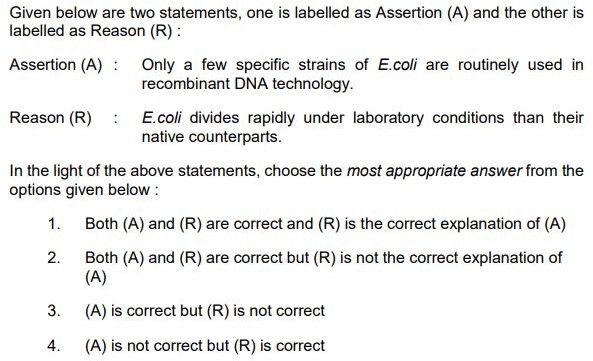 Given below are two statements, one is labelled as Assertion (A) and the other is
labelled as Reason (R) :
Assertion (A) : Only a few specific strains of E.coli are routinely used in
recombinant DNA technology.
Reason (R) : E.coli divides rapidly under laboratory conditions than their
native counterparts.
In the light of the above statements, choose the most appropriate answer from the
options given below :
1. Both (A) and (R) are correct and (R) is the correct explanation of (A)
2. Both (A) and (R) are correct but (R) is not the correct explanation of
(A)
3. (A) is correct but (R) is not correct
4. (A) is not correct but (R) is correct